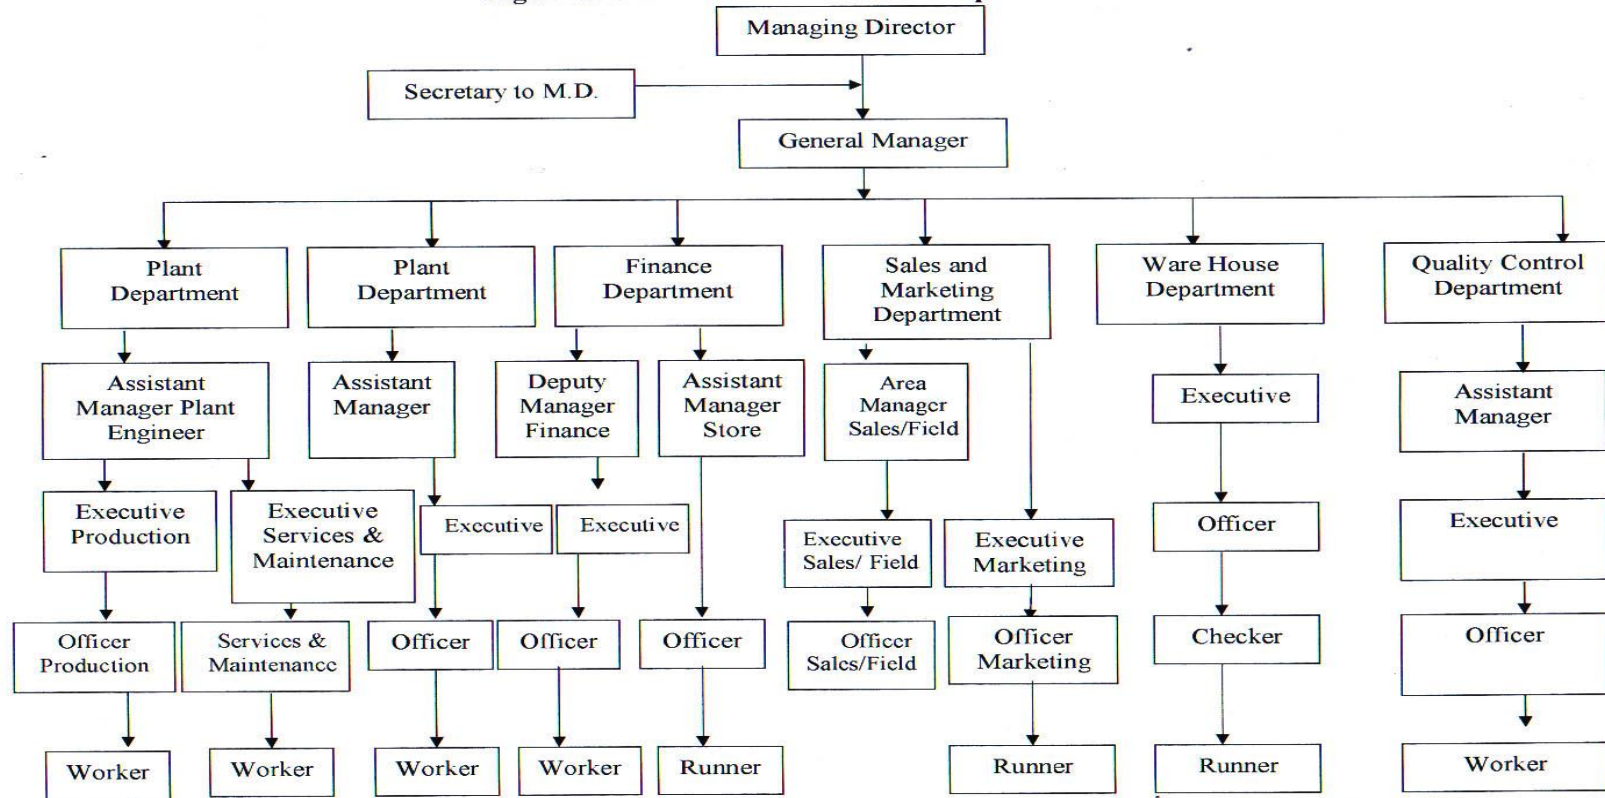 Managing Director
Secretary to M.D.
General Manager
Plant
Department
Plant
Department
Finance
Department
Sales and
Marketing
Department
Ware House
Department
Quality Control
Department
Assistant
Manager Plant
Engineer
Assistant
Manager
Deputy
Manager
Finance
Assistant
Manager
Store
Area
Manager
Sales/Field
Executive
Assistant
Manager
Executive
Production
Executive
Services &
Maintenance
Executive
Executive
Executive
Sales/ Field
Executive
Marketing
Officer
Executive
Officer
Production
Services &
Maintenance
Officer
Officer
Officer
Officer
Sales/Field
Officer
Marketing
Checker
Officer
Worker
Worker
Worker
Worker
Runner
Runner
Runner
Worker